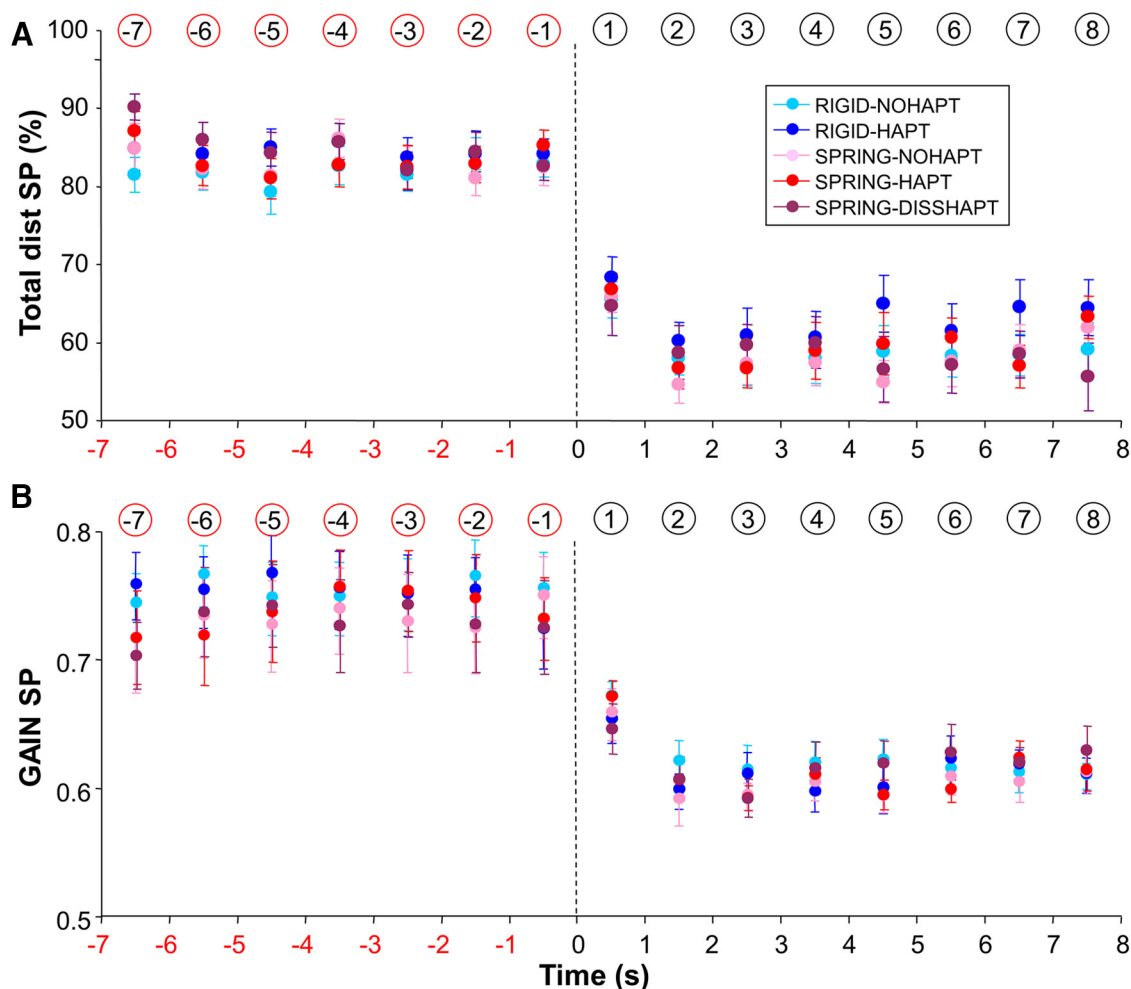 A
100
-7 -6 -5 -4 -3 -2 -1 1 2 3 4 5 6 7 8
90
80
70
60
50
Total dist SP (%)
RIGID-NOHAPT
RIGID-HAPT
SPRING-NOHAPT
SPRING-HAPT
SPRING-DISSHAPT
-7 -6 -5 -4 -3 -2 -1 0 1 2 3 4 5 6 7 8
B
-7 -6 -5 -4 -3 -2 -1 1 2 3 4 5 6 7 8
0.8
0.7
0.6
0.5
GAIN SP
-7 -6 -5 -4 -3 -2 -1 0 1 2 3 4 5 6 7 8
Time (s)